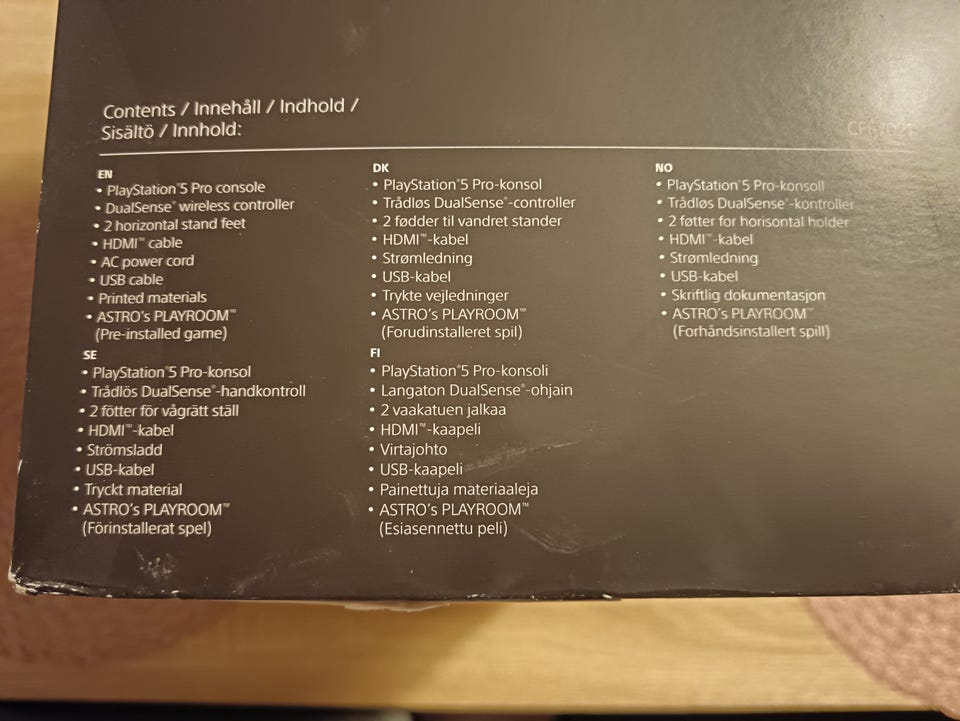 Contents / Innehåll / Indhold /
Sisältö / Innhold:
CFI-7021
EN
• PlayStation®5 Pro console
• DualSense® wireless controller
• 2 horizontal stand feet
• HDMI™ cable
• AC power cord
• USB cable
• Printed materials
• ASTRO's PLAYROOM™
(Pre-installed game)
SE
• PlayStation®5 Pro-konsol
• Trådlös DualSense®-handkontroll
• 2 fötter för vågrätt ställ
• HDMI™-kabel
• Strömsladd
• USB-kabel
• Tryckt material
• ASTRO's PLAYROOM™
(Förinstallerat spel)
DK
• PlayStation®5 Pro-konsol
• Trådløs DualSense®-controller
• 2 fødder til vandret stander
• HDMI™-kabel
• Strømledning
• USB-kabel
• Trykte vejledninger
• ASTRO's PLAYROOM™
(Forudinstalleret spil)
FI
• PlayStation®5 Pro-konsoli
• Langaton DualSense®-ohjain
• 2 vaakatuen jalkaa
• HDMI™-kaapeli
• Virtajohto
• USB-kaapeli
• Painettuja materiaaleja
• ASTRO's PLAYROOM™
(Esiasennettu peli)
NO
• PlayStation®5 Pro-konsoll
• Trådløs DualSense®-kontroller
• 2 føtter for horisontal holder
• HDMI™-kabel
• Strømledning
• USB-kabel
• Skriftlig dokumentasjon
• ASTRO's PLAYROOM™
(Forhåndsinstallert spill)